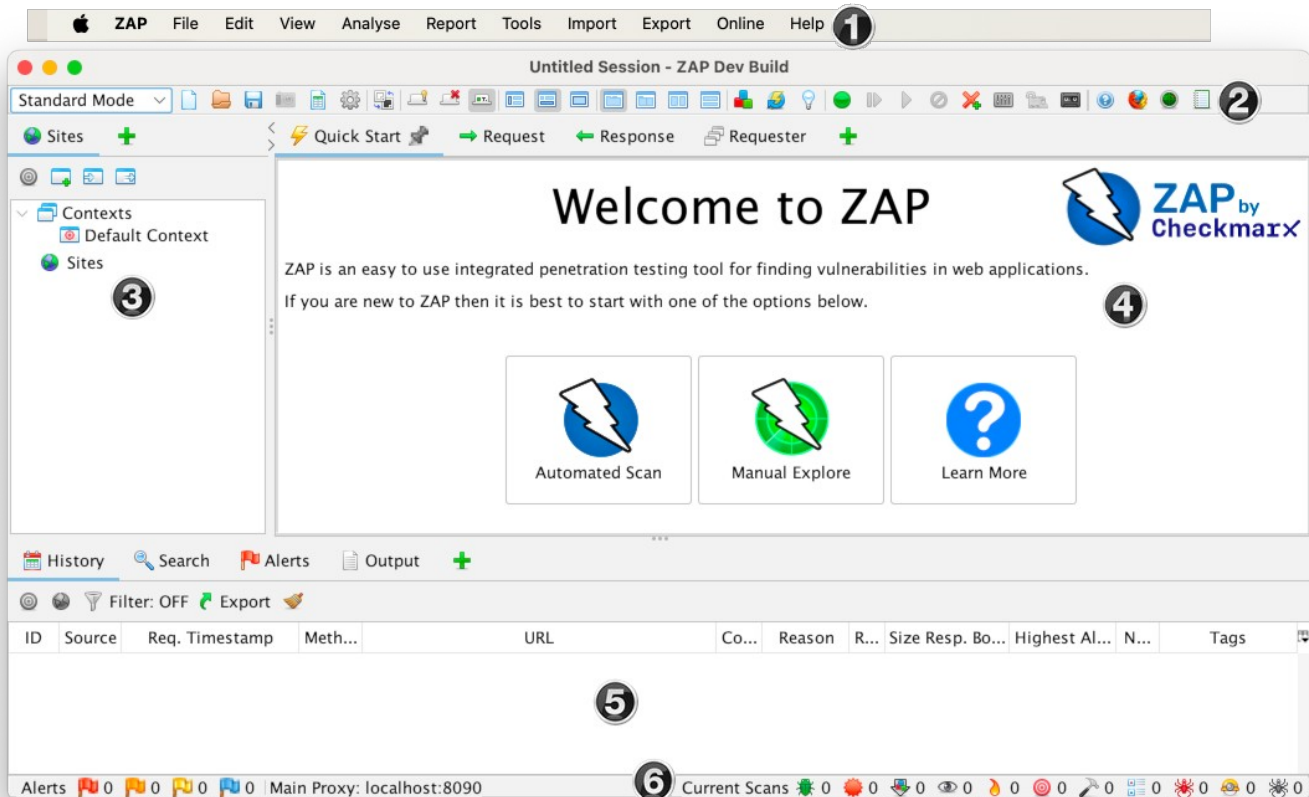 ZAP File Edit View Analyse Report Tools Import Export Online Help 1
Untitled Session - ZAP Dev Build
Standard Mode 2
Sites Quick Start Request Response Requester
Welcome to ZAP
ZAP by
Checkmarx
Contexts
Default Context
Sites
3
ZAP is an easy to use integrated penetration testing tool for finding vulnerabilities in web applications.
If you are new to ZAP then it is best to start with one of the options below.
4
Automated Scan Manual Explore Learn More
History Search Alerts Output
Filter: OFF Export
ID Source Req. Timestamp Meth... URL Co... Reason R... Size Resp. Bo... Highest Al... N... Tags
5
Alerts 0 0 0 0 Main Proxy: localhost:8090 6 Current Scans 0 0 0 0 0 0 0 0 0 0 0